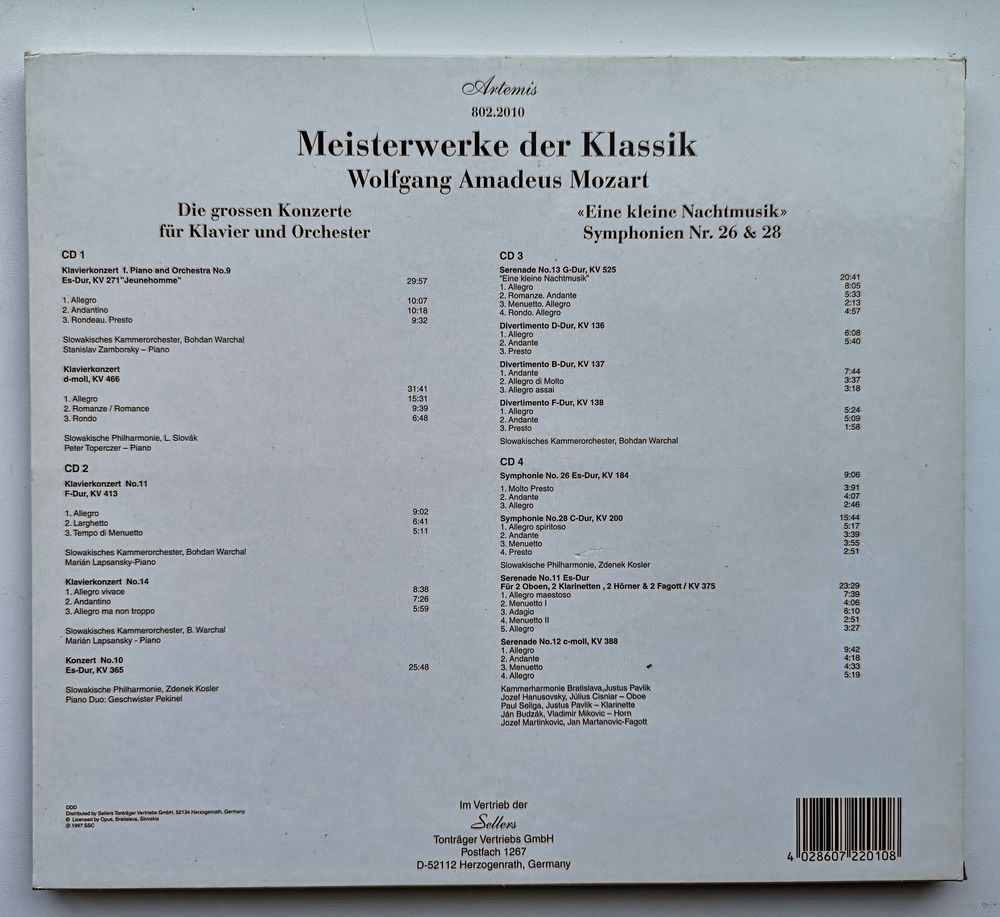 Artemis
802.2010
Meisterwerke der Klassik
Wolfgang Amadeus Mozart
Die grossen Konzerte
für Klavier und Orchester
CD 1
Klavierkonzert f. Piano and Orchestra No.9
Es-Dur, KV 271"Jeunehomme" 29:57
1. Allegro 10:07
2. Andantino 10:18
3. Rondeau. Presto 9:32
Slowakisches Kammerorchester, Bohdan Warchal
Stanislav Zamborsky – Piano
Klavierkonzert
d-moll, KV 466
31:41
1. Allegro 15:31
2. Romanze / Romance 9:39
3. Rondo 6:48
Slowakische Philharmonie, L. Slovák
Peter Toperczer – Piano
CD 2
Klavierkonzert No.11
F-Dur, KV 413
1. Allegro 9:02
2. Larghetto 6:41
3. Tempo di Menuetto 5:11
Slowakisches Kammerorchester, Bohdan Warchal
Marián Lapsansky-Piano
Klavierkonzert No.14
1. Allegro vivace 8:38
2. Andantino 7:26
3. Allegro ma non troppo 5:59
Slowakisches Kammerorchester, B. Warchal
Marián Lapsansky - Piano
Konzert No.10
Es-Dur, KV 365 25:48
Slowakische Philharmonie, Zdenek Kosler
Piano Duo: Geschwister Pekinel
«Eine kleine Nachtmusik»
Symphonien Nr. 26 & 28
CD 3
Serenade No.13 G-Dur, KV 525
"Eine kleine Nachtmusik" 20:41
1. Allegro 8:05
2. Romanze. Andante 5:33
3. Menuetto. Allegro 2:13
4. Rondo. Allegro 4:57
Divertimento D-Dur, KV 136
1. Allegro 6:08
2. Andante 5:40
3. Presto
Divertimento B-Dur, KV 137
1. Andante 7:44
2. Allegro di Molto 3:37
3. Allegro assai 3:18
Divertimento F-Dur, KV 138
1. Allegro 5:24
2. Andante 5:09
3. Presto 1:58
Slowakisches Kammerorchester, Bohdan Warchal
CD 4
Symphonie No. 26 Es-Dur, KV 184 9:06
1. Molto Presto 3:91
2. Andante 4:07
3. Allegro 2:46
Symphonie No.28 C-Dur, KV 200 15:44
1. Allegro spiritoso 5:17
2. Andante 3:39
3. Menuetto 3:55
4. Presto 2:51
Slowakische Philharmonie, Zdenek Kosler
Serenade No.11 Es-Dur
Für 2 Oboen, 2 Klarinetten , 2 Hörner & 2 Fagott / KV 375 23:29
1. Allegro maestoso 7:39
2. Menuetto I 4:06
3. Adagio 6:10
4. Menuetto II 2:51
5. Allegro 3:27
Serenade No.12 c-moll, KV 388
1. Allegro 9:42
2. Andante 4:18
3. Menuetto 4:33
4. Allegro 5:19
Kammerharmonie Bratislava,Justus Pavlik
Jozef Hanusovsky, Július Cisniar – Oboe
Paul Seliga, Justus Pavlik – Klarinette
Ján Budzák, Vladimir Mikovic – Horn
Jozef Martinkovic, Jan Martanovic-Fagott
DDD
Distributed by Sellers Tonträger Vertriebs GmbH, 52134 Herzogenrath, Germany
© Licensed by Opus, Bratislava, Slovakia
℗ 1997 SSC
Im Vertrieb der
Sellers
Tonträger Vertriebs GmbH
Postfach 1267
D-52112 Herzogenrath, Germany
4 028607 220108